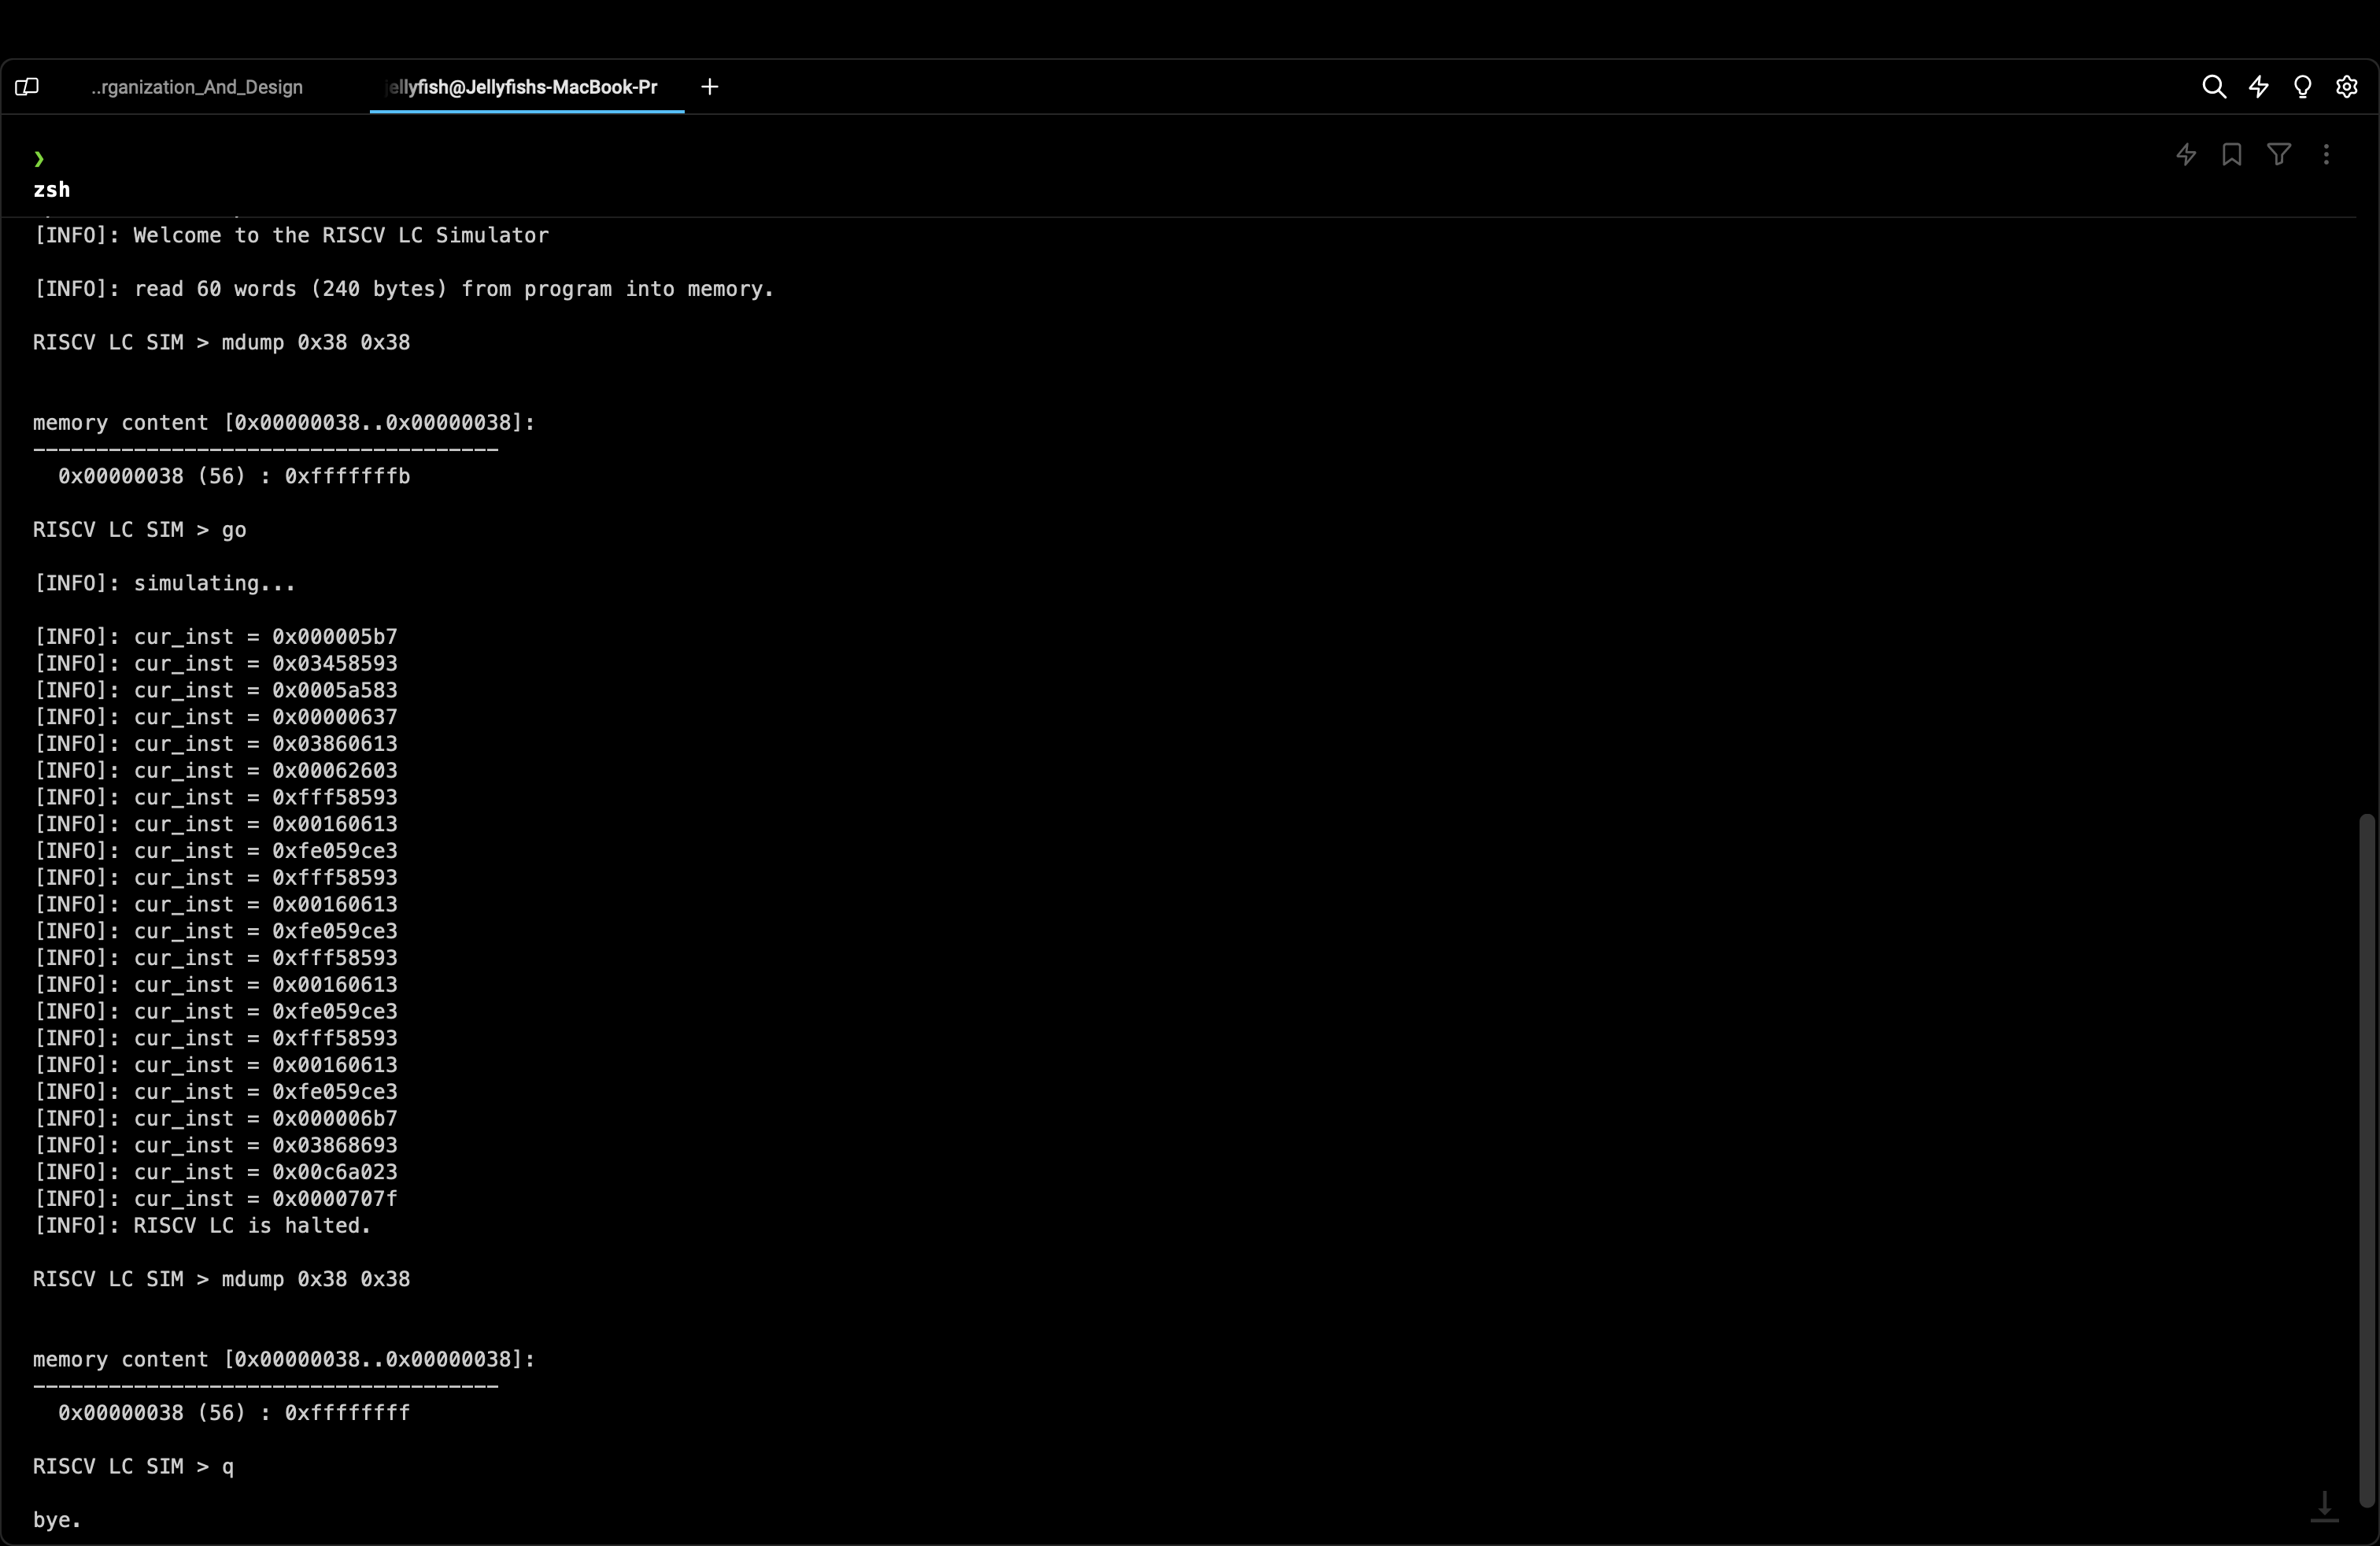 ..rganization_And_Design
jellyfish@Jellyfishs-MacBook-Pr
+
❯
zsh
[INFO]: Welcome to the RISCV LC Simulator
[INFO]: read 60 words (240 bytes) from program into memory.
RISCV LC SIM > mdump 0x38 0x38
memory content [0x00000038..0x00000038]:
-------------------------------------
0x00000038 (56) : 0xfffffffb
RISCV LC SIM > go
[INFO]: simulating...
[INFO]: cur_inst = 0x000005b7
[INFO]: cur_inst = 0x03458593
[INFO]: cur_inst = 0x0005a583
[INFO]: cur_inst = 0x00000637
[INFO]: cur_inst = 0x03860613
[INFO]: cur_inst = 0x00062603
[INFO]: cur_inst = 0xfff58593
[INFO]: cur_inst = 0x00160613
[INFO]: cur_inst = 0xfe059ce3
[INFO]: cur_inst = 0xfff58593
[INFO]: cur_inst = 0x00160613
[INFO]: cur_inst = 0xfe059ce3
[INFO]: cur_inst = 0xfff58593
[INFO]: cur_inst = 0x00160613
[INFO]: cur_inst = 0xfe059ce3
[INFO]: cur_inst = 0xfff58593
[INFO]: cur_inst = 0x00160613
[INFO]: cur_inst = 0xfe059ce3
[INFO]: cur_inst = 0x000006b7
[INFO]: cur_inst = 0x03868693
[INFO]: cur_inst = 0x00c6a023
[INFO]: cur_inst = 0x0000707f
[INFO]: RISCV LC is halted.
RISCV LC SIM > mdump 0x38 0x38
memory content [0x00000038..0x00000038]:
-------------------------------------
0x00000038 (56) : 0xffffffff
RISCV LC SIM > q
bye.